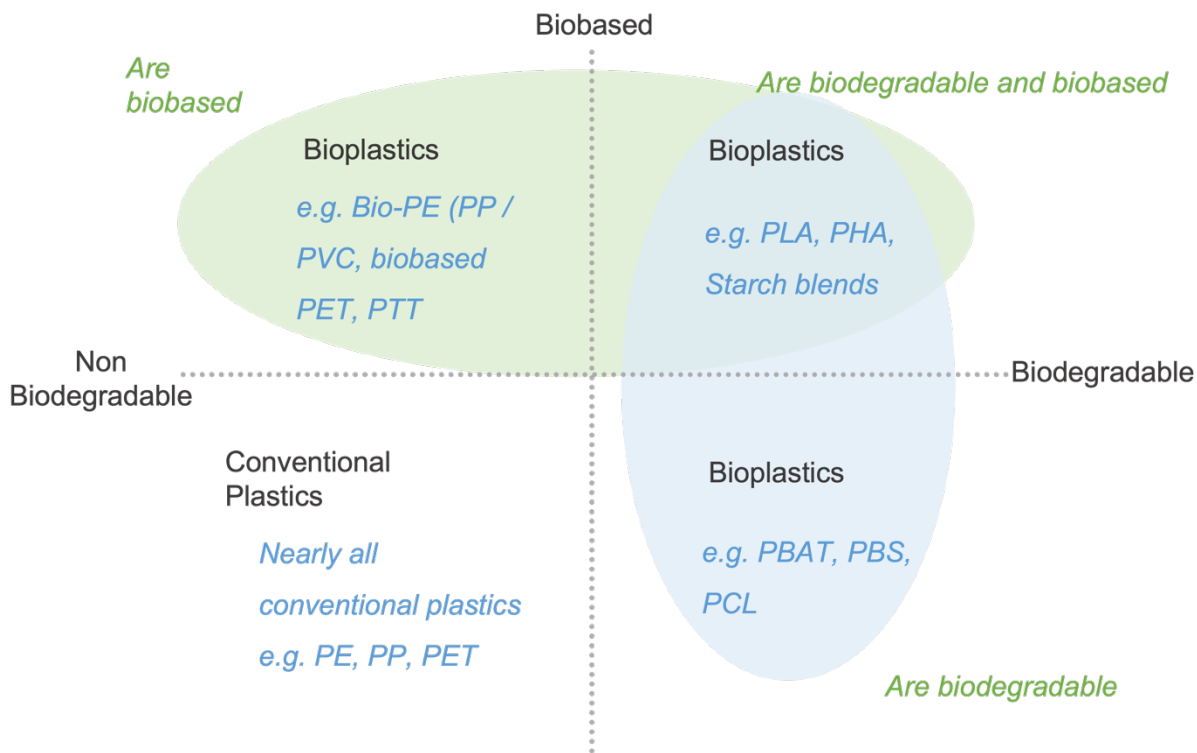 Biobased
Are
biobased
Are biodegradable and biobased
Bioplastics
e.g. Bio-PE (PP /
PVC, biobased
PET, PTT
Bioplastics
e.g. PLA, PHA,
Starch blends
Non
Biodegradable
Biodegradable
Conventional
Plastics
Nearly all
conventional plastics
e.g. PE, PP, PET
Bioplastics
e.g. PBAT, PBS,
PCL
Are biodegradable